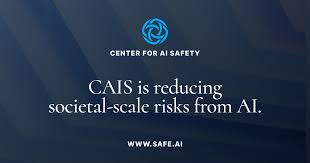 CENTER FOR AI SAFETY
CAIS is reducing
societal-scale risks from AI.
WWW.SAFE.AI